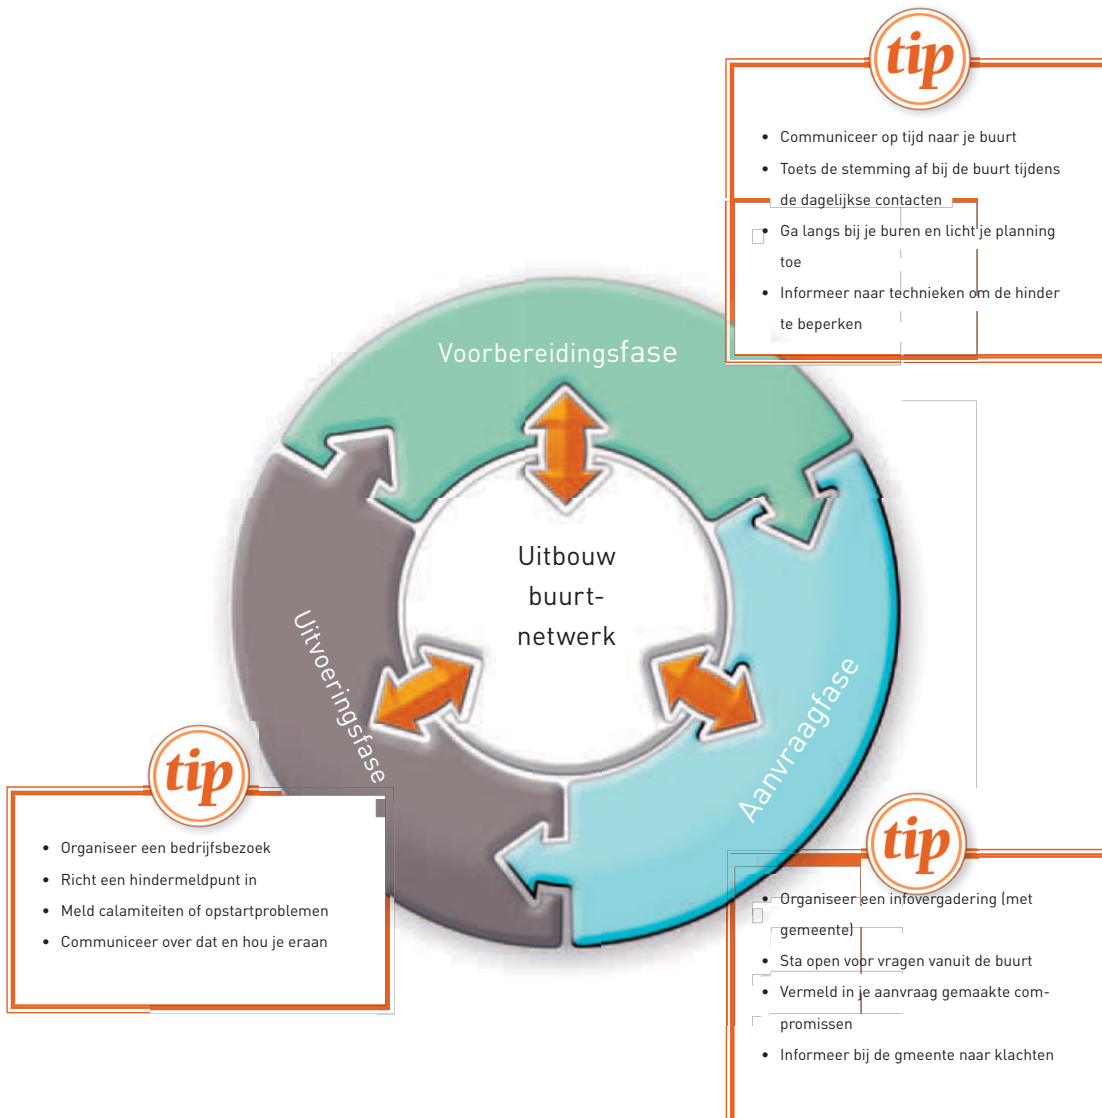 tip
• Communiceer op tijd naar je buurt
• Toets de stemming af bij de buurt tijdens
de dagelijkse contacten
• Ga langs bij je buren en licht je planning
toe
• Informeer naar technieken om de hinder
te beperken
Voorbereidingsfase
Uitbouw
buurt-
netwerk
Uitvoeringsfase
Aanvraagfase
tip
• Organiseer een bedrijfsbezoek
• Richt een hindermeldpunt in
• Meld calamiteiten of opstartproblemen
• Communiceer over dat en hou je eraan
tip
• Organiseer een infovergadering (met
gemeente)
• Sta open voor vragen vanuit de buurt
• Vermeld in je aanvraag gemaakte com-
promissen
• Informeer bij de gmeente naar klachten